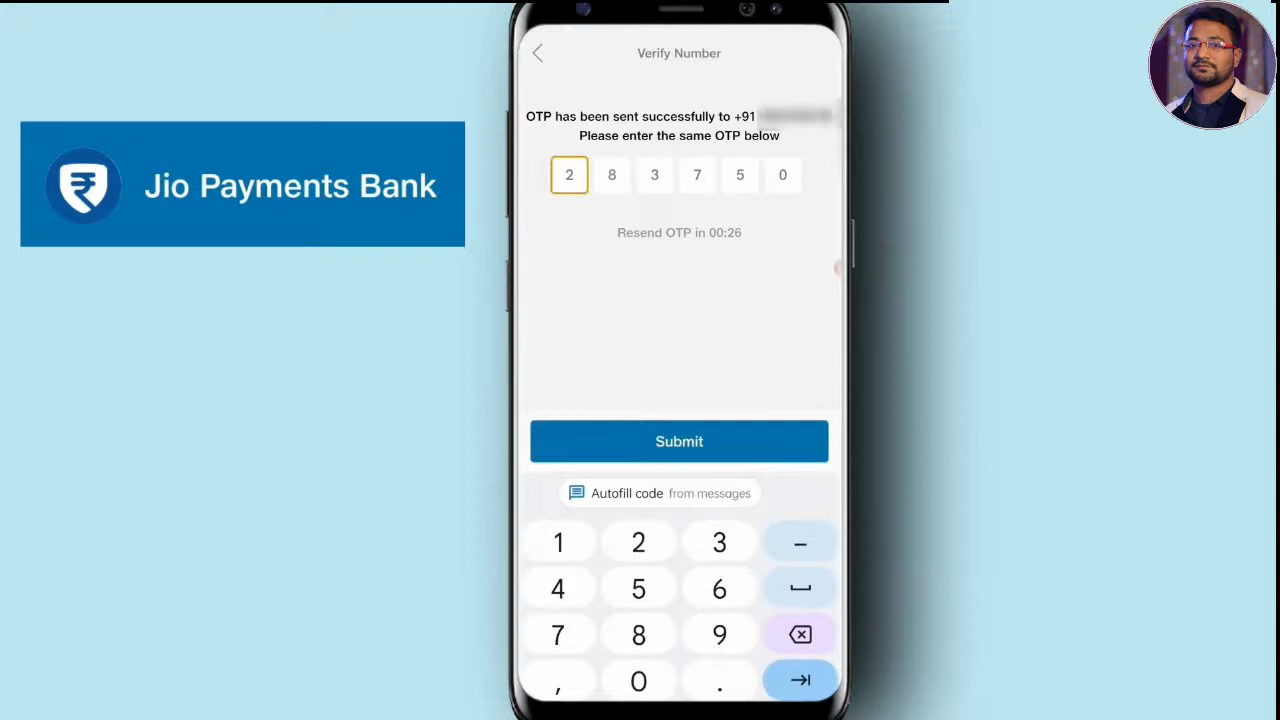 Jio Payments Bank
Verify Number
OTP has been sent successfully to +91
Please enter the same OTP below
2 8 3 7 5 0
Resend OTP in 00:26
Submit
Autofill code from messages
1 2 3 –
4 5 6
7 8 9
, 0 .